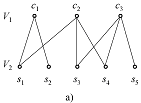 V₁ c₁ c₂ c₃
V₂
s₁ s₂ s₃ s₄ s₅
a)